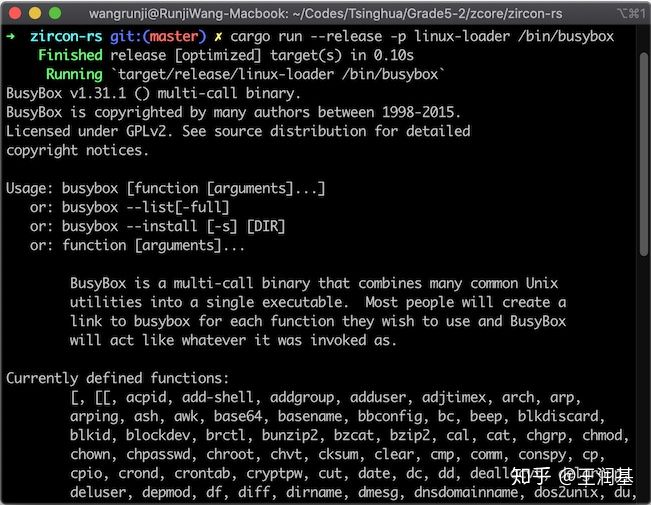 wangrunji@RunjiWang-Macbook: ~/Codes/Tsinghua/Grade5-2/zcore/zircon-rs ⌥⌘1
➜ zircon-rs git:(master) ✗ cargo run --release -p linux-loader /bin/busybox
Finished release [optimized] target(s) in 0.10s
Running `target/release/linux-loader /bin/busybox`
BusyBox v1.31.1 () multi-call binary.
BusyBox is copyrighted by many authors between 1998-2015.
Licensed under GPLv2. See source distribution for detailed
copyright notices.
Usage: busybox [function [arguments]...]
or: busybox --list[-full]
or: busybox --install [-s] [DIR]
or: function [arguments]...
BusyBox is a multi-call binary that combines many common Unix
utilities into a single executable.  Most people will create a
link to busybox for each function they wish to use and BusyBox
will act like whatever it was invoked as.
Currently defined functions:
[, [[, acpid, add-shell, addgroup, adduser, adjtimex, arch, arp,
arping, ash, awk, base64, basename, bbconfig, bc, beep, blkdiscard,
blkid, blockdev, brctl, bunzip2, bzcat, bzip2, cal, cat, chgrp, chmod,
chown, chpasswd, chroot, chvt, cksum, clear, cmp, comm, conspy, cp,
cpio, crond, crontab, cryptpw, cut, date, dc, dd,
deluser, depmod, df, diff, dirname, dmesg, dnsdomainname, dos2unix, du,
知乎 @王润基